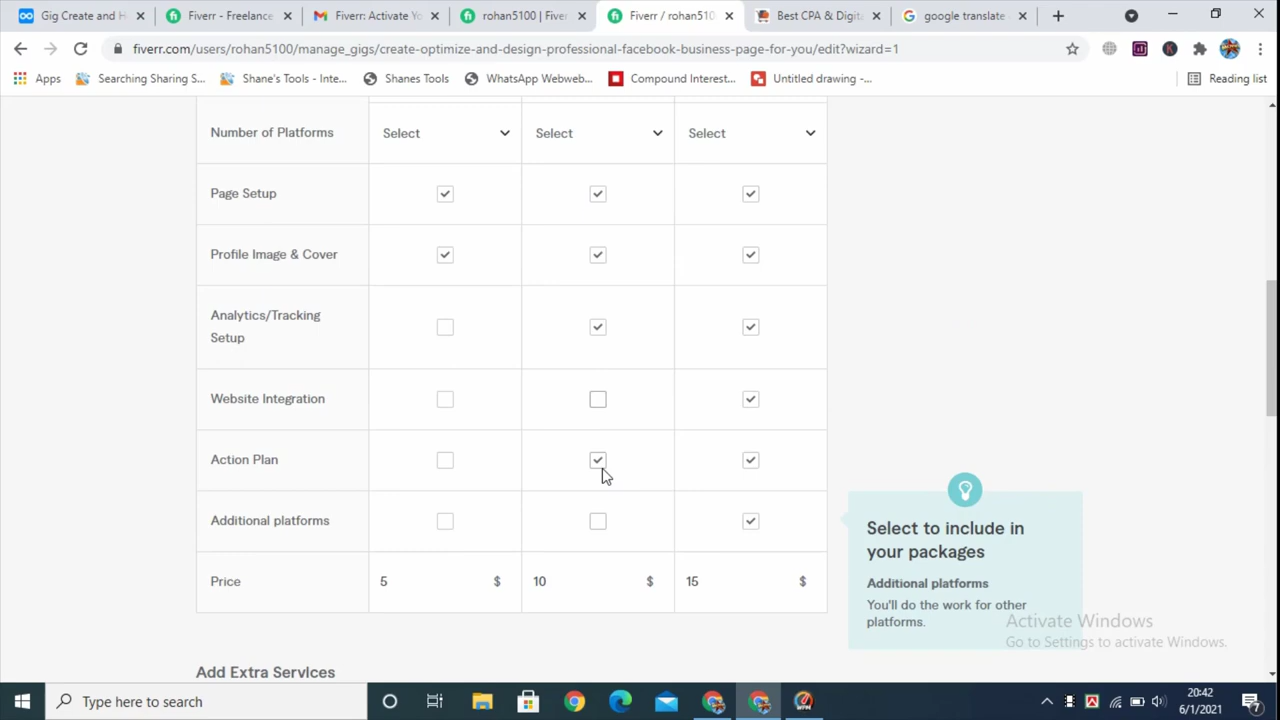 Gig Create and H
Fiverr - Freelance
Fiverr: Activate Yo
rohan5100 | Fiver
Fiverr / rohan510
Best CPA & Digita
google translate
fiverr.com/users/rohan5100/manage_gigs/create-optimize-and-design-professional-facebook-business-page-for-you/edit?wizard=1
Apps
Searching Sharing S...
Shane's Tools - Inte...
Shanes Tools
WhatsApp Webweb...
Compound Interest...
Untitled drawing -...
Reading list
Number of Platforms
Select
Select
Select
Page Setup
Profile Image & Cover
Analytics/Tracking
Setup
Website Integration
Action Plan
Additional platforms
Price
5 $
10 $
15 $
Select to include in
your packages
Additional platforms
You'll do the work for other
platforms.
Activate Windows
Go to Settings to activate Windows.
Add Extra Services
Type here to search
20:42
6/1/2021
7